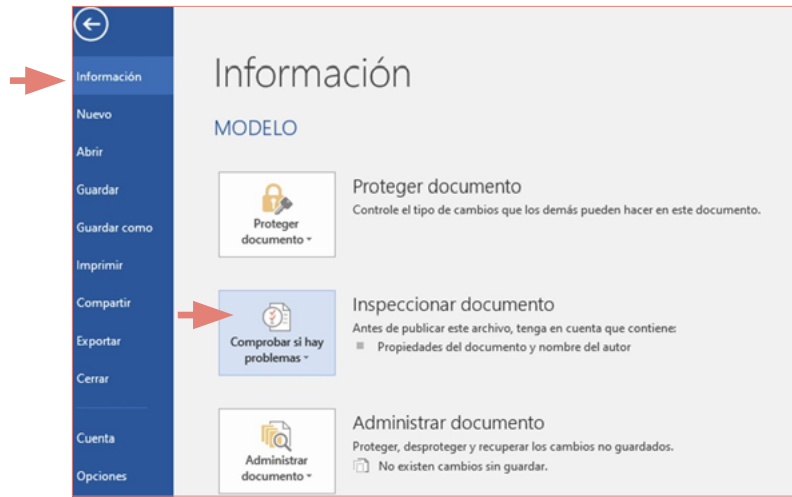 Información
Nuevo
Abrir
Guardar
Guardar como
Imprimir
Compartir
Exportar
Cerrar
Cuenta
Opciones
Información
MODELO
Proteger
documento
Proteger documento
Controle el tipo de cambios que los demás pueden hacer en este documento.
Comprobar si hay
problemas
Inspeccionar documento
Antes de publicar este archivo, tenga en cuenta que contiene:
Propiedades del documento y nombre del autor
Administrar
documento
Administrar documento
Proteger, desproteger y recuperar los cambios no guardados.
No existen cambios sin guardar.